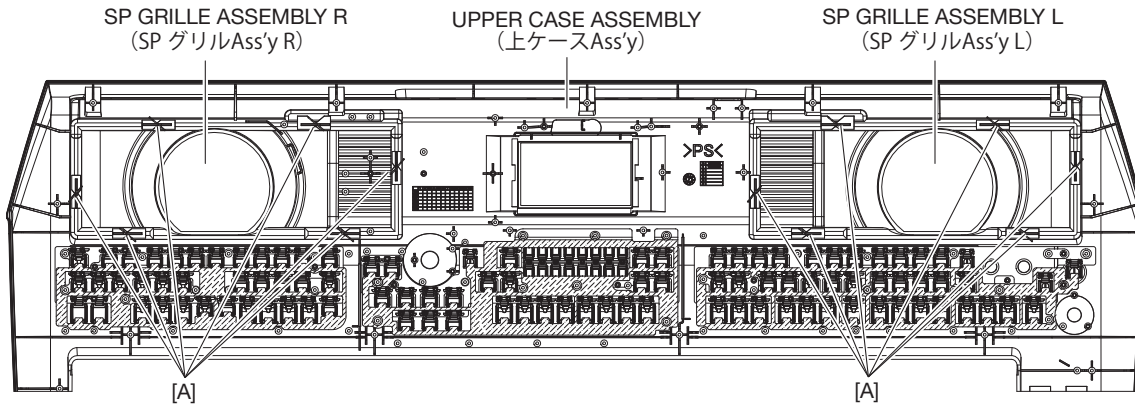 SP GRILLE ASSEMBLY R
(SP グリルAss'y R)
UPPER CASE ASSEMBLY
(上ケースAss'y)
SP GRILLE ASSEMBLY L
(SP グリルAss'y L)
>PS<
[A]
[A]